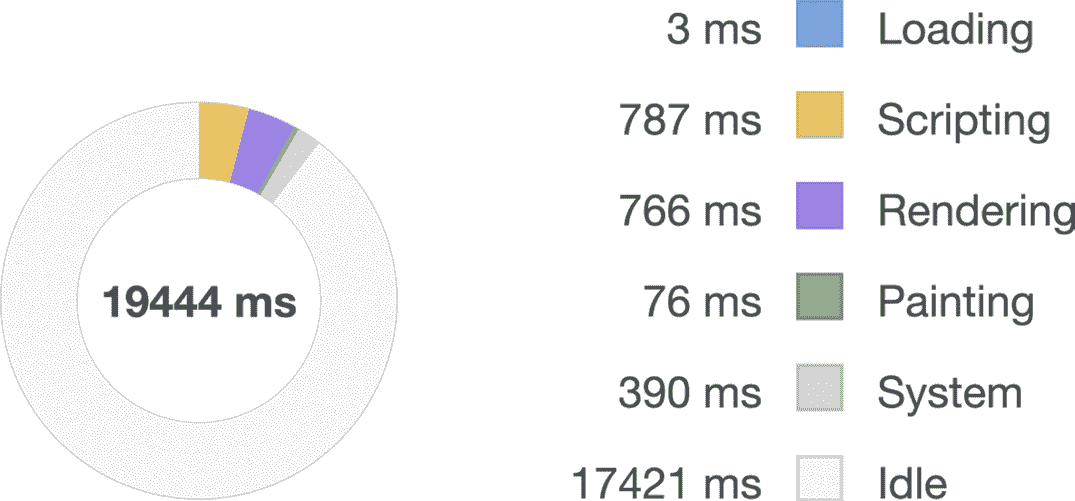 19444 ms
3 ms Loading
787 ms Scripting
766 ms Rendering
76 ms Painting
390 ms System
17421 ms Idle